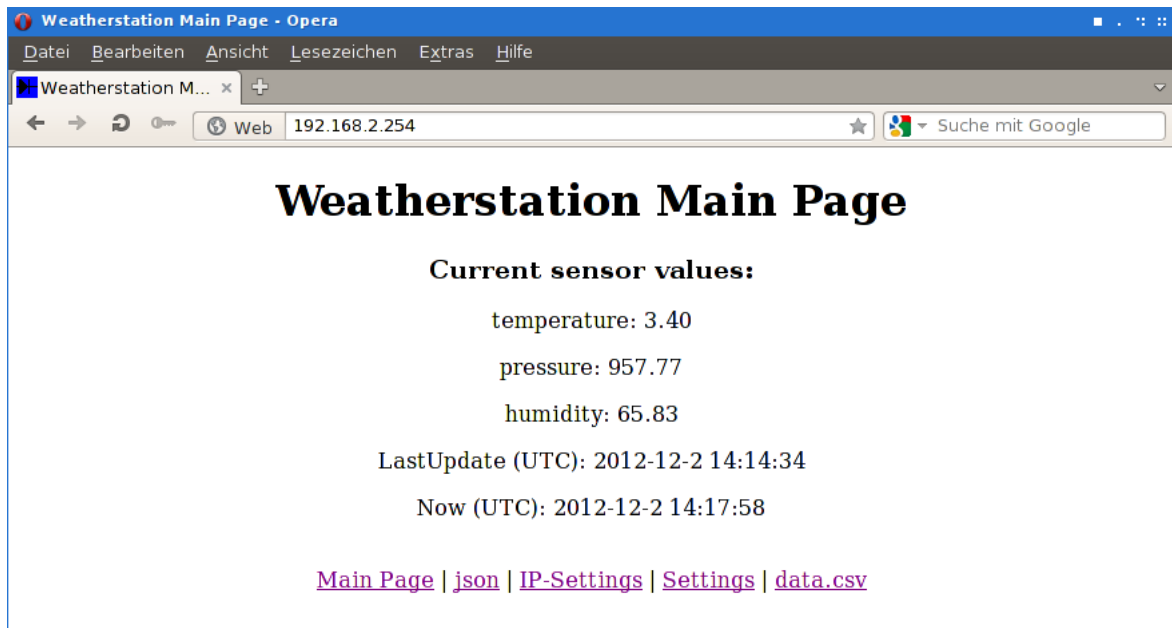 Weatherstation Main Page - Opera
Datei Bearbeiten Ansicht Lesezeichen Extras Hilfe
Weatherstation M...
Web 192.168.2.254 Suche mit Google
Weatherstation Main Page
Current sensor values:
temperature: 3.40
pressure: 957.77
humidity: 65.83
LastUpdate (UTC): 2012-12-2 14:14:34
Now (UTC): 2012-12-2 14:17:58
Main Page | json | IP-Settings | Settings | data.csv